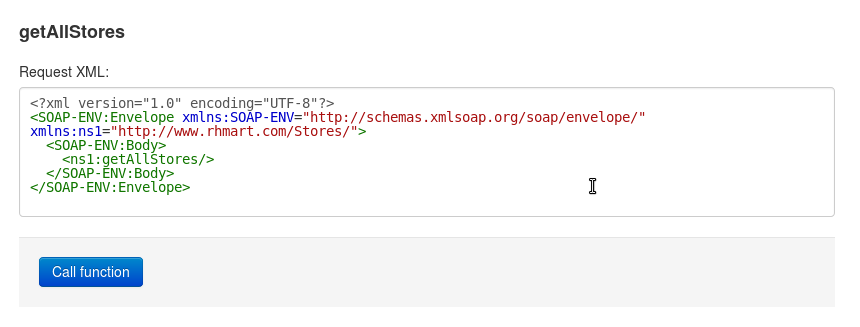 getAllStores
Request XML:
<?xml version="1.0" encoding="UTF-8"?>
<SOAP-ENV:Envelope xmlns:SOAP-ENV="http://schemas.xmlsoap.org/soap/envelope/"
xmlns:ns1="http://www.rhmart.com/Stores/">
  <SOAP-ENV:Body>
    <ns1:getAllStores/>
  </SOAP-ENV:Body>
</SOAP-ENV:Envelope>
Call function